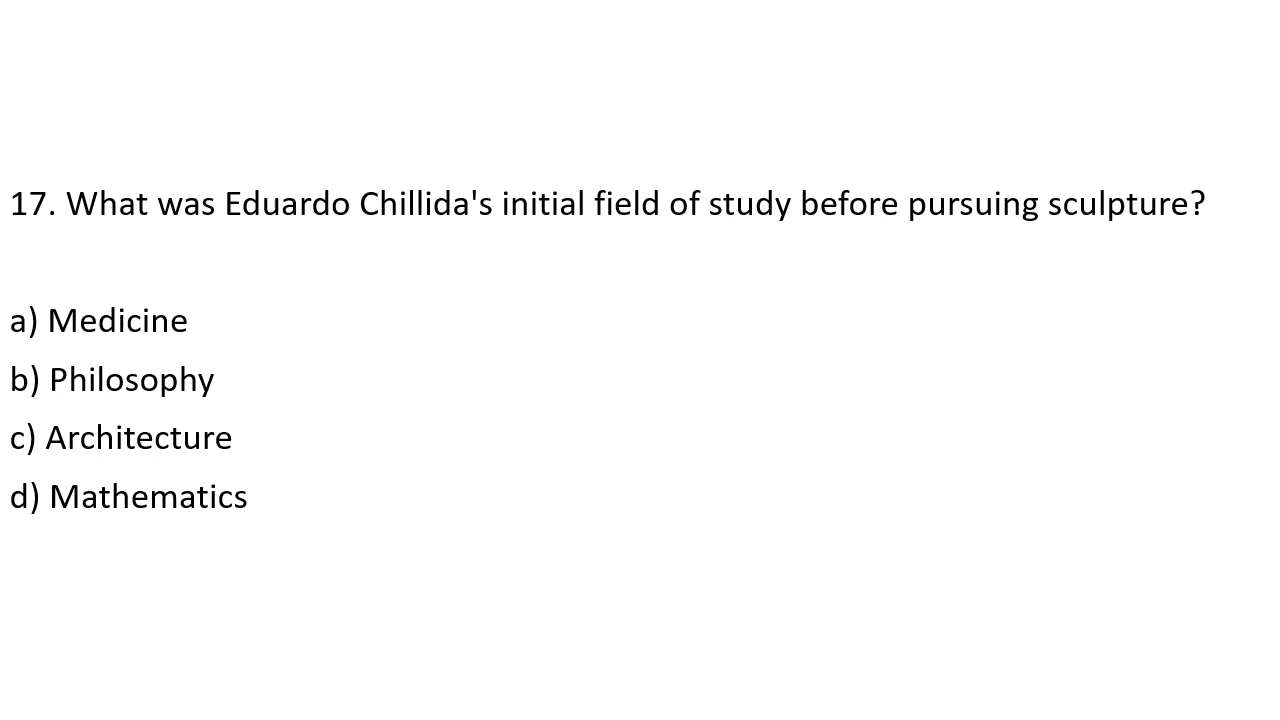 17. What was Eduardo Chillida's initial field of study before pursuing sculpture?
a) Medicine
b) Philosophy
c) Architecture
d) Mathematics